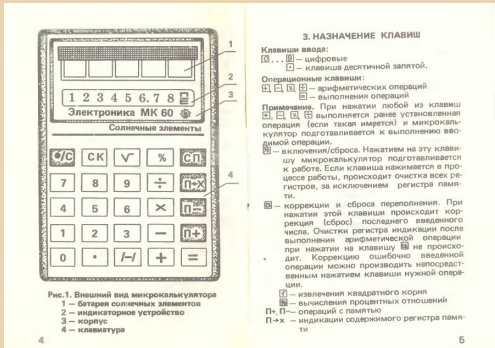 1
2
3
4
1 2 3 4 5 6.7 8
Электроника МК 60
Солнечные элементы
СК √ % СП
7 8 9 ÷ П→X
4 5 6 × П−
1 2 3 − П+
0 · /−/ + =
Рис.1. Внешний вид микрокалькулятора
1 — батарея солнечных элементов
2 — индикаторное устройство
3 — корпус
4 — клавиатура
4
3. НАЗНАЧЕНИЕ КЛАВИШ
Клавиши ввода:
0 . . . 9 — цифровые
· — клавиша десятичной запятой.
Операционные клавиши:
— арифметических операций
= — выполнения операций
Примечание. При нажатии любой из клавиш
выполняется ранее установленная
операция (если такая имеется) и микрокаль-
кулятор подготавливается к выполнению вво-
димой операции.
— включения/сброса. Нажатием на эту клави-
шу микрокалькулятор подготавливается
к работе. Если клавиша нажимается в про-
цессе работы, происходит очистка всех ре-
гистров, за исключением регистра памя-
ти.
— коррекции и сброса переполнения. При
нажатии этой клавиши происходит кор-
рекция (сброс) последнего введенного
числа. Очистки регистра индикации после
выполнения арифметической операции
при нажатии на клавишу не происхо-
дит. Коррекцию ошибочно введенной
операции можно производить непосредст-
венным нажатием клавиши нужной опера-
ции.
√ — извлечения квадратного корня
% — вычисления процентных отношений
П+, П− — операций с памятью
П→x — индикации содержимого регистра памя-
ти
5